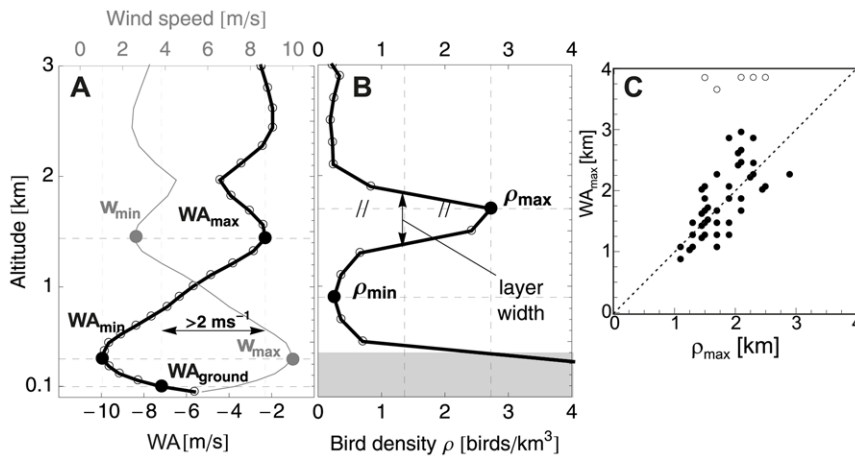 Wind speed [m/s]
2 4 6 8 10
0 1 2 3 4
3
2
1
0.1
Altitude [km]
A
w_min
WA_max
WA_min
>2 ms⁻¹
w_max
WA_ground
−10 −8 −6 −4 −2
WA[m/s]
B
ρ_max
//
//
layer
width
ρ_min
0 1 2 3 4
Bird density ρ [birds/km³]
C
4
3
2
1
0
WA_max [km]
0 1 2 3 4
ρ_max [km]